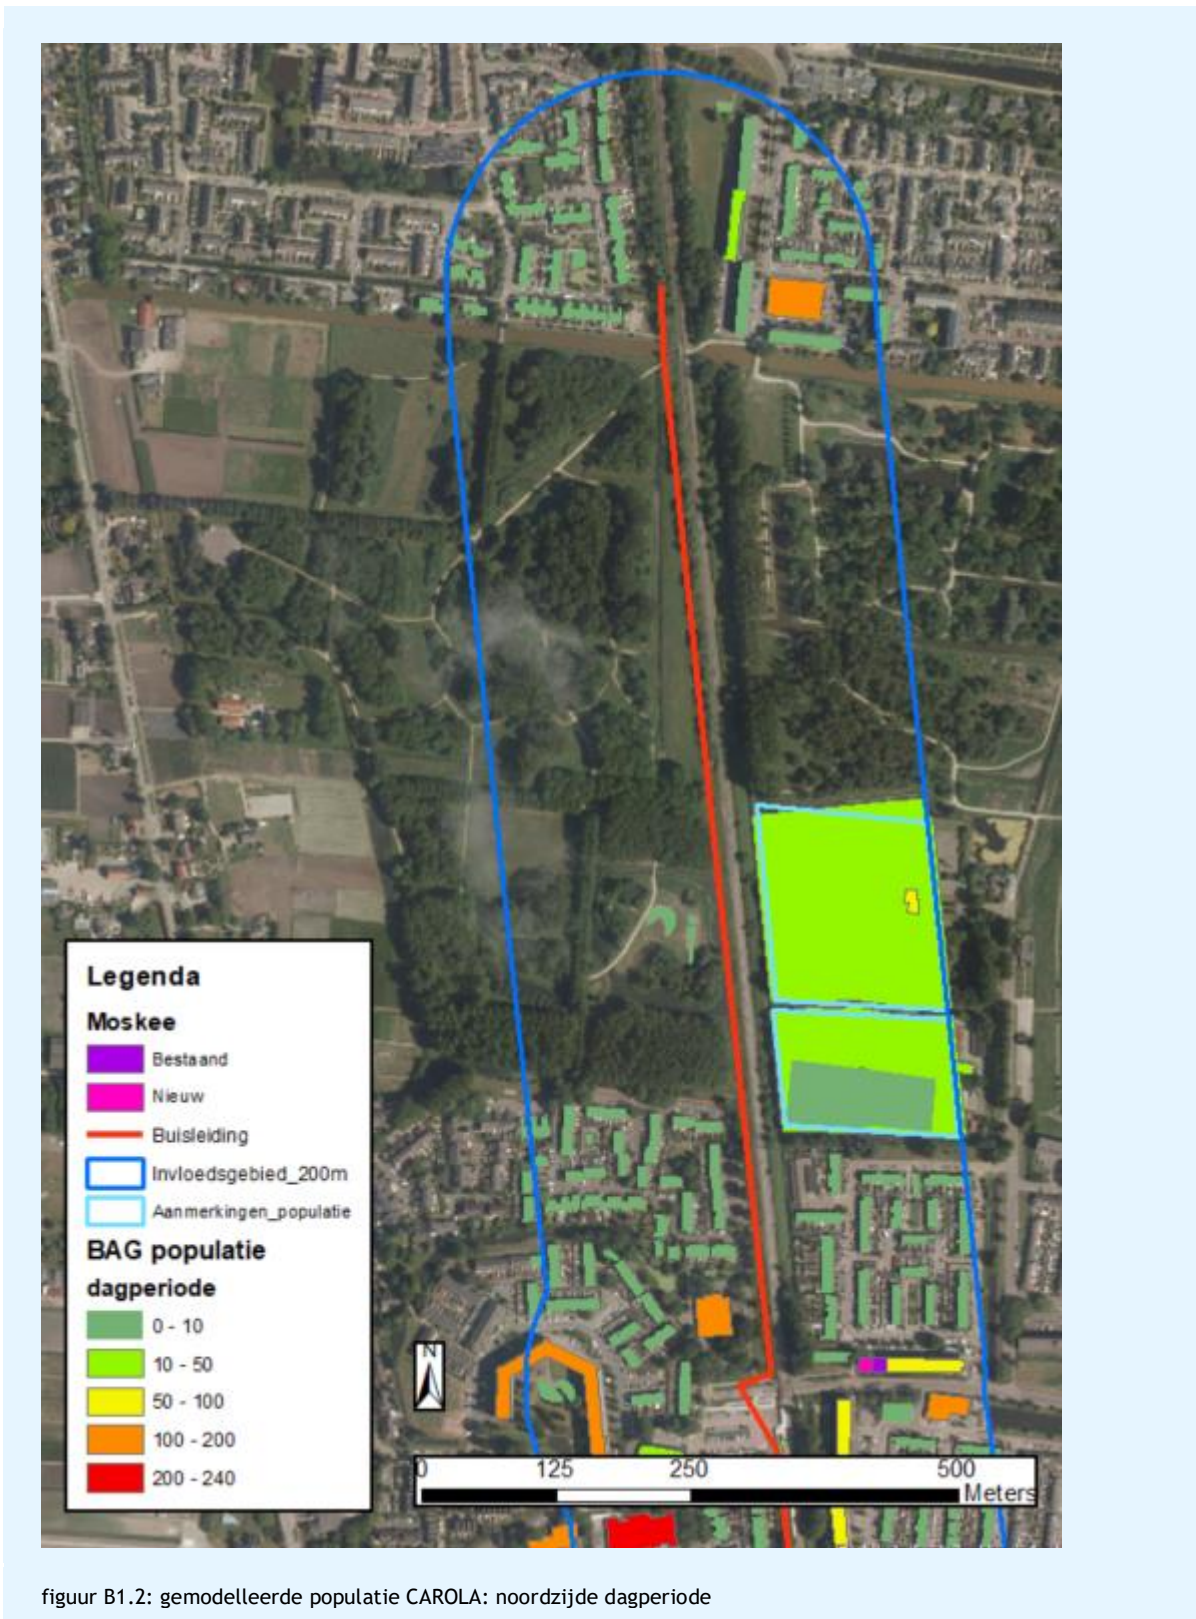 Legenda
Moskee
Bestaand
Nieuw
Buisleiding
Invloedsgebied_200m
Aanmerkingen_populatie
BAG populatie
dagperiode
0 - 10
10 - 50
50 - 100
100 - 200
200 - 240
N
0 125 250 500
Meters
figuur B1.2: gemodelleerde populatie CAROLA: noordzijde dagperiode